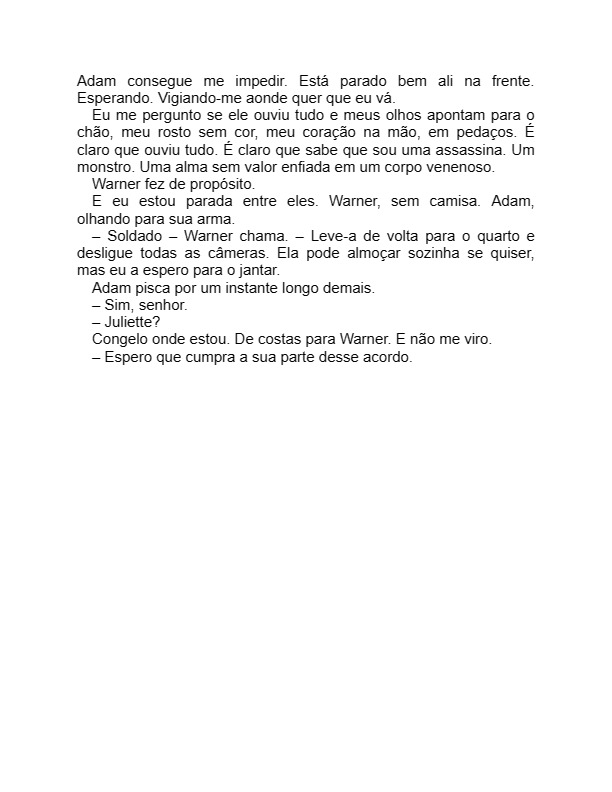 Adam consegue me impedir. Está parado bem ali na frente.
Esperando. Vigiando-me aonde quer que eu vá.
Eu me pergunto se ele ouviu tudo e meus olhos apontam para o
chão, meu rosto sem cor, meu coração na mão, em pedaços. É
claro que ouviu tudo. É claro que sabe que sou uma assassina. Um
monstro. Uma alma sem valor enfiada em um corpo venenoso.
Warner fez de propósito.
E eu estou parada entre eles. Warner, sem camisa. Adam,
olhando para sua arma.
– Soldado – Warner chama. – Leve-a de volta para o quarto e
desligue todas as câmeras. Ela pode almoçar sozinha se quiser,
mas eu a espero para o jantar.
Adam pisca por um instante longo demais.
– Sim, senhor.
– Juliette?
Congelo onde estou. De costas para Warner. E não me viro.
– Espero que cumpra a sua parte desse acordo.